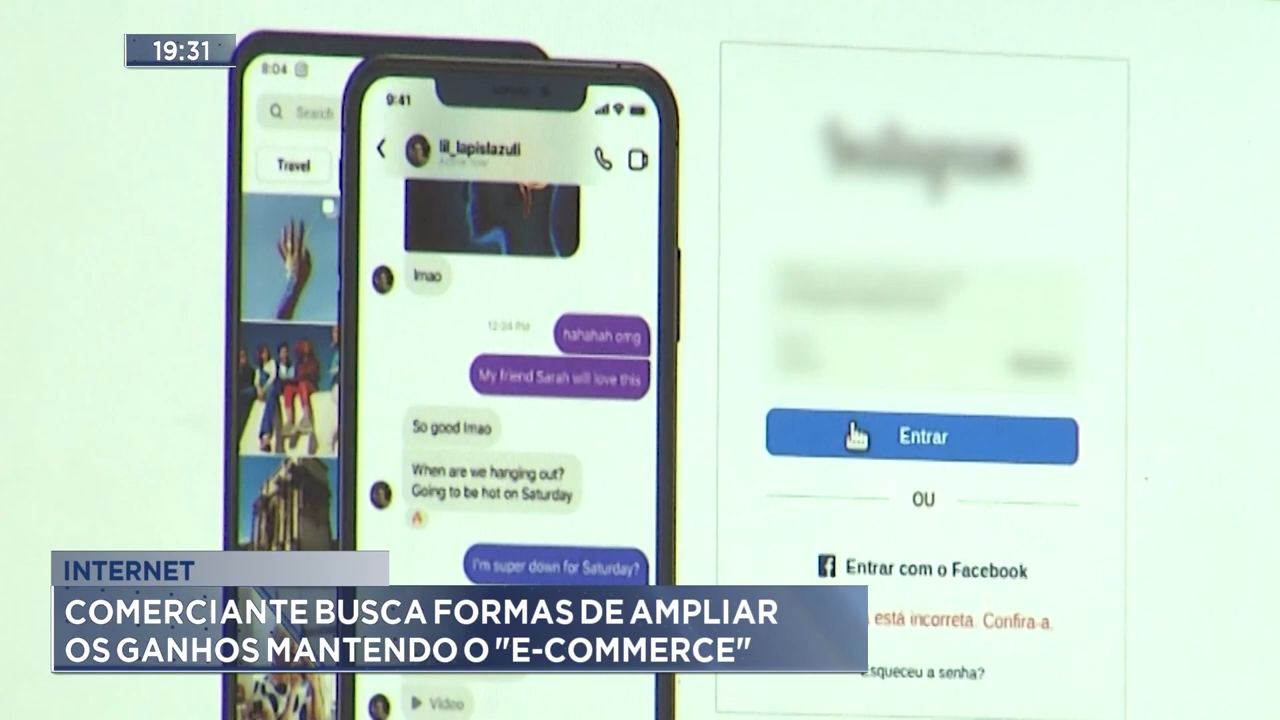 19:31
8:04
Search
Travel
9:41
lil_lapislazuli
Active now
lmao
12:24 PM
hahahah omg
My friend Sarah will love this
So good lmao
When are we hanging out?
Going to be hot on Saturday
I'm super down for Saturday?
Video
Entrar
OU
Entrar com o Facebook
está incorreta. Confira-a.
Esqueceu a senha?
INTERNET
COMERCIANTE BUSCA FORMAS DE AMPLIAR
OS GANHOS MANTENDO O "E-COMMERCE"